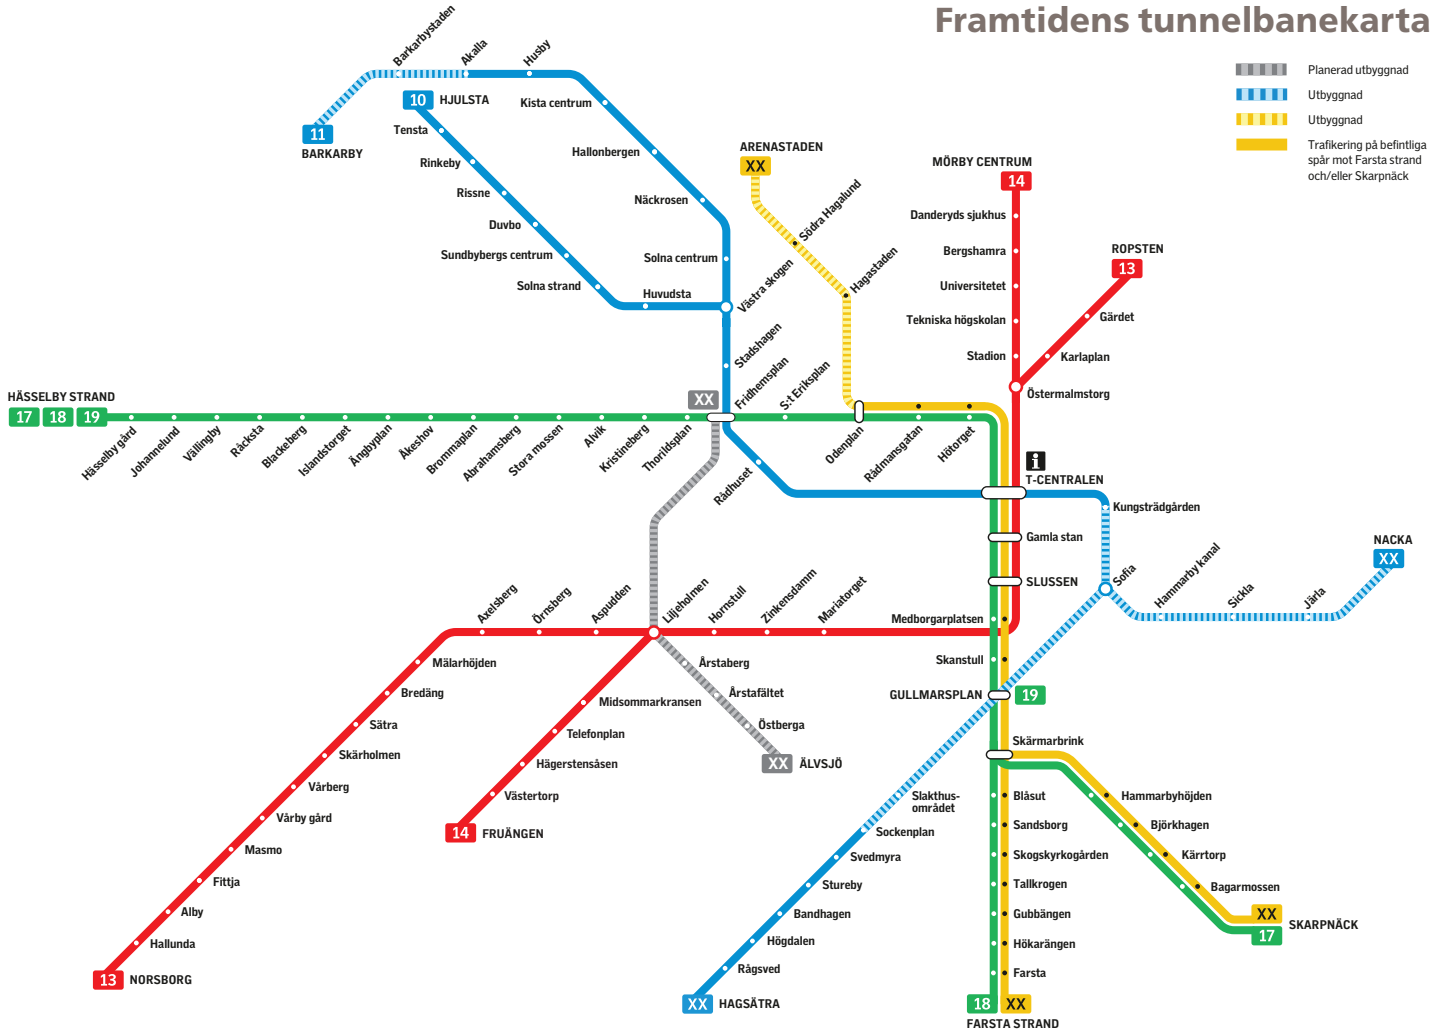 Framtidens tunnelbanekarta
Planerad utbyggnad
Utbyggnad
Utbyggnad
Trafikering på befintliga
spår mot Farsta strand
och/eller Skarpnäck
Barkarbystaden
Akalla
Husby
10 HJULSTA
11
BARKARBY
Kista centrum
Tensta
Hallonbergen
Rinkeby
Rissne
Näckrosen
Duvbo
Sundbybergs centrum
Solna centrum
Solna strand
Huvudsta
Västra skogen
Stadshagen
Fridhemsplan
ARENASTADEN
XX
Södra Hagalund
Hagastaden
S:t Eriksplan
MÖRBY CENTRUM
14
Danderyds sjukhus
Bergshamra
Universitetet
Tekniska högskolan
Stadion
ROPSTEN
13
Gärdet
Karlaplan
Östermalmstorg
HÄSSELBY STRAND
17 18 19
XX
Hässelby gård
Johannelund
Vällingby
Råcksta
Blackeberg
Islandstorget
Ängbyplan
Åkeshov
Brommaplan
Abrahamsberg
Stora mossen
Alvik
Kristineberg
Thorildsplan
Rådhuset
Odenplan
Rådmansgatan
Hötorget
i
T-CENTRALEN
Kungsträdgården
Gamla stan
SLUSSEN
NACKA
XX
Sofia
Hammarby kanal
Sickla
Järla
Axelsberg
Örnsberg
Aspudden
Liljeholmen
Hornstull
Zinkensdamm
Mariatorget
Medborgarplatsen
Skanstull
GULLMARSPLAN 19
Mälarhöjden
Bredäng
Sätra
Skärholmen
Vårberg
Vårby gård
Masmo
Fittja
Alby
Hallunda
13 NORSBORG
Årstaberg
Årstafältet
Östberga
XX ÄLVSJÖ
Midsommarkransen
Telefonplan
Hägerstensåsen
Västertorp
14 FRUÄNGEN
Skärmarbrink
Slakthus-
området
Sockenplan
Svedmyra
Stureby
Bandhagen
Högdalen
Rågsved
XX HAGSÄTRA
Blåsut
Sandsborg
Skogskyrkogården
Tallkrogen
Gubbängen
Hökarängen
Farsta
18 XX
FARSTA STRAND
Hammarbyhöjden
Björkhagen
Kärrtorp
Bagarmossen
XX
17
SKARPNÄCK